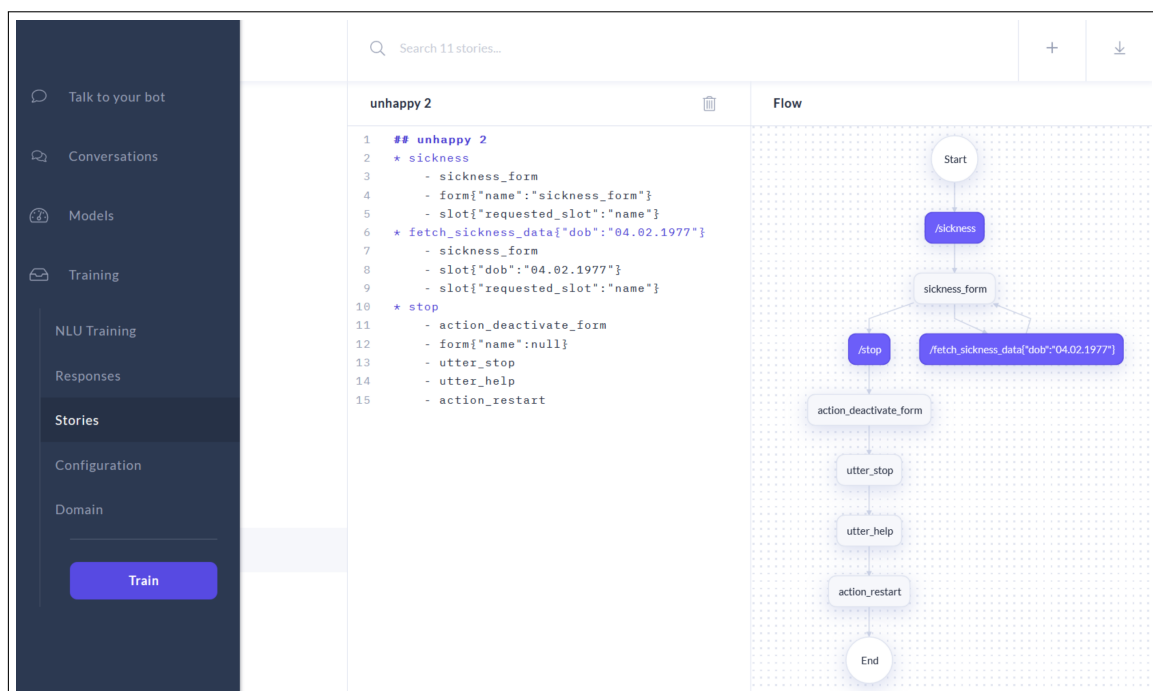 Talk to your bot
Conversations
Models
Training
NLU Training
Responses
Stories
Configuration
Domain
Train
Search 11 stories...
unhappy 2
1 ## unhappy 2
2 * sickness
3 - sickness_form
4 - form{"name":"sickness_form"}
5 - slot{"requested_slot":"name"}
6 * fetch_sickness_data{"dob":"04.02.1977"}
7 - sickness_form
8 - slot{"dob":"04.02.1977"}
9 - slot{"requested_slot":"name"}
10 * stop
11 - action_deactivate_form
12 - form{"name":null}
13 - utter_stop
14 - utter_help
15 - action_restart
Flow
Start
/sickness
sickness_form
/stop
/fetch_sickness_data{"dob":"04.02.1977"}
action_deactivate_form
utter_stop
utter_help
action_restart
End